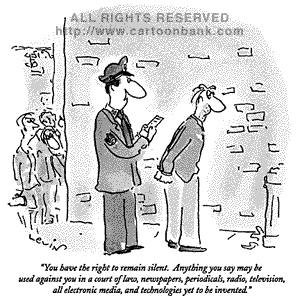 ALL RIGHTS RESERVED
http://www.cartoonbank.com
"You have the right to remain silent. Anything you say may be
used against you in a court of law, newspapers, periodicals, radio, television,
all electronic media, and technologies yet to be invented."